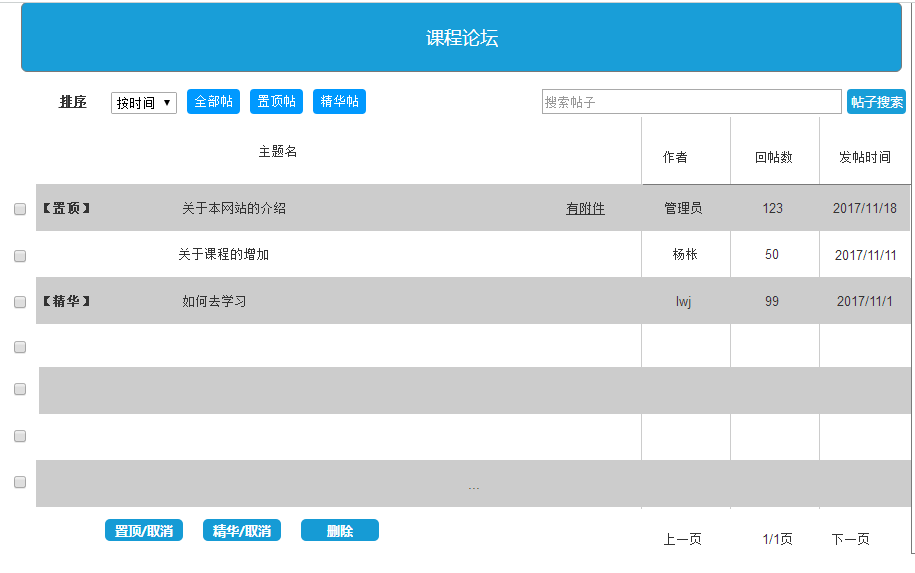 课程论坛
排序 按时间 ▼ 全部帖 置顶帖 精华帖 搜索帖子 帖子搜索
主题名 作者 回帖数 发帖时间
【置顶】 关于本网站的介绍 有附件 管理员 123 2017/11/18
关于课程的增加 杨枨 50 2017/11/11
【精华】 如何去学习 lwj 99 2017/11/1
...
置顶/取消 精华/取消 删除 上一页 1/1页 下一页